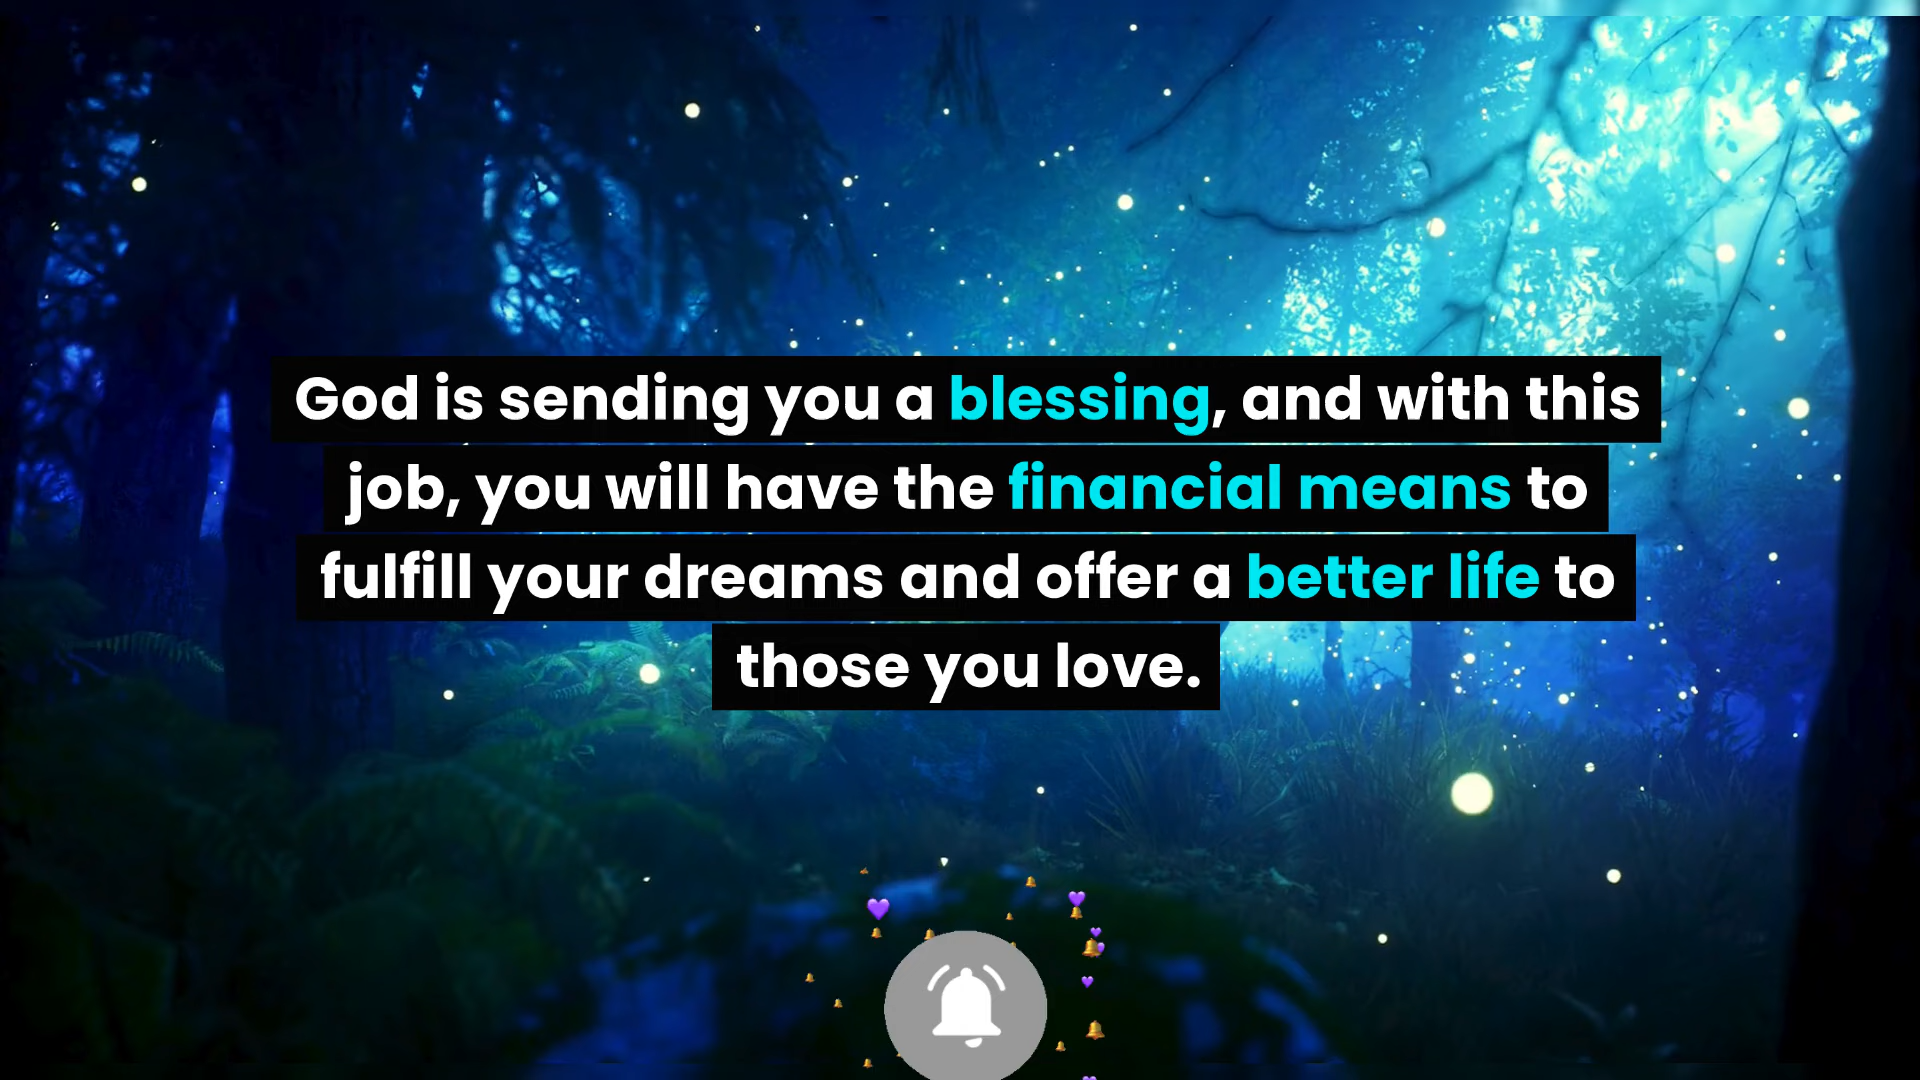 God is sending you a blessing, and with this
job, you will have the financial means to
fulfill your dreams and offer a better life to
those you love.